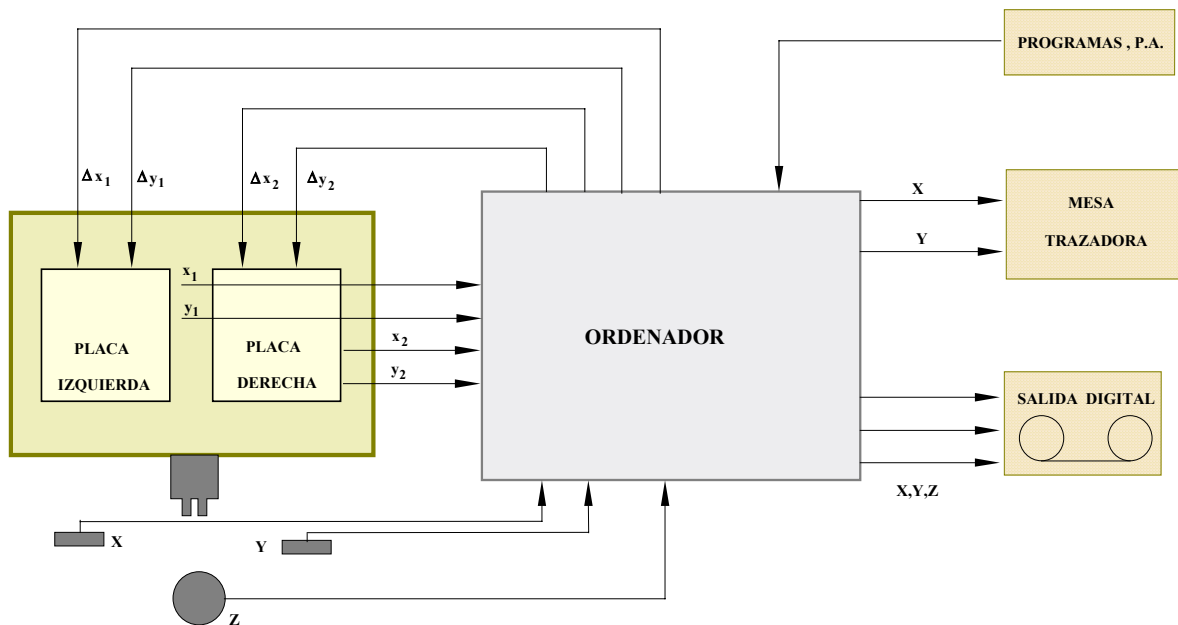 PROGRAMAS , P.A.
Δx₁
Δy₁
Δx₂
Δy₂
X
Y
MESA
TRAZADORA
x₁
y₁
x₂
y₂
PLACA
IZQUIERDA
PLACA
DERECHA
ORDENADOR
SALIDA DIGITAL
X,Y,Z
X
Y
Z